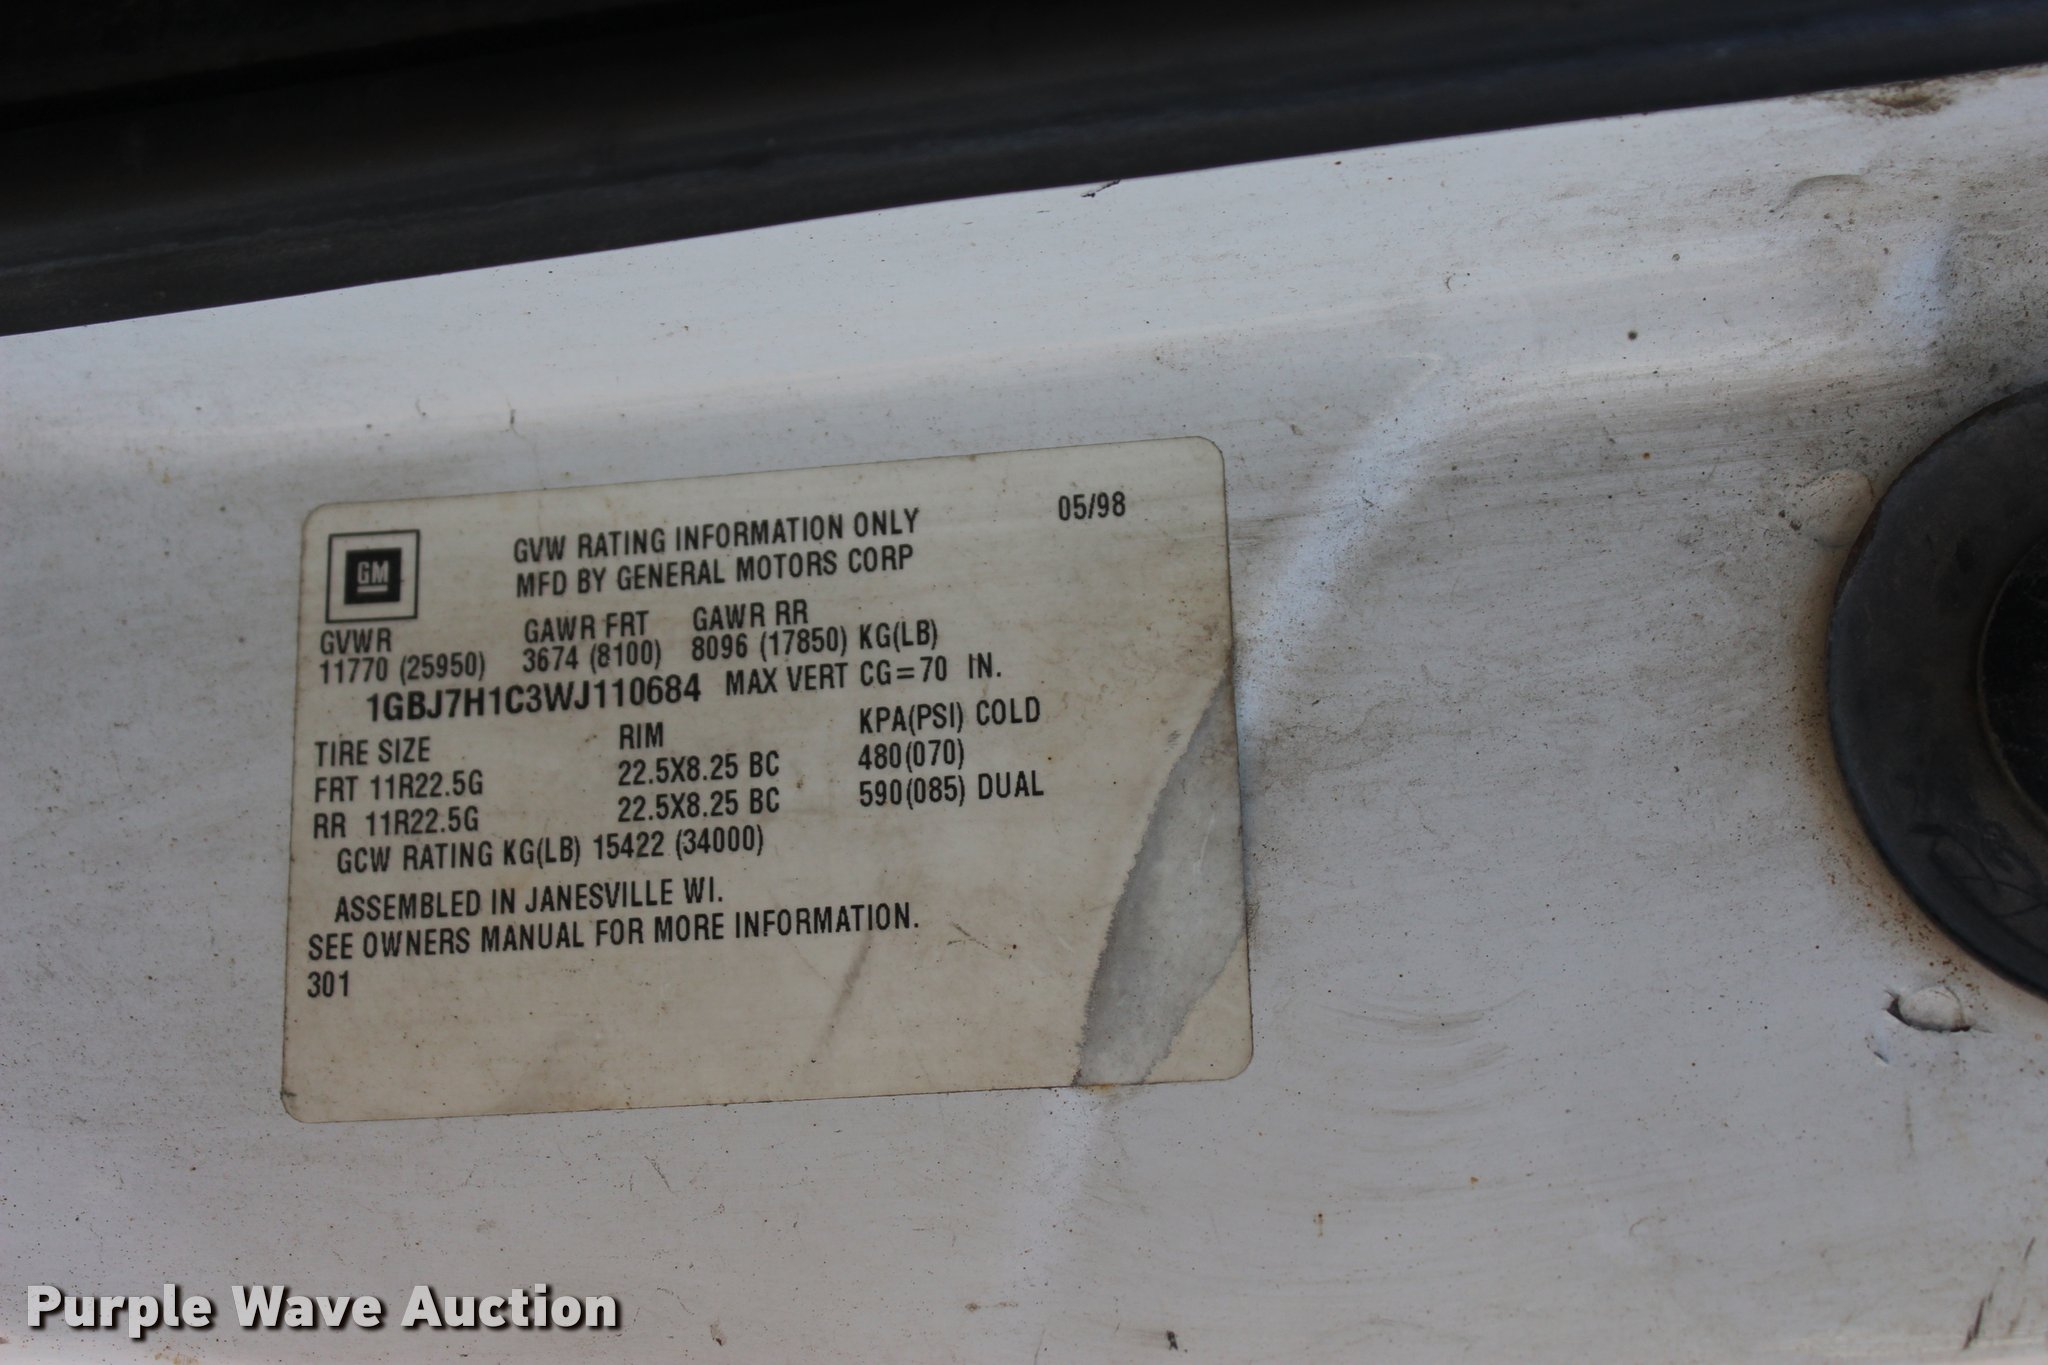 GVW RATING INFORMATION ONLY 05/98
MFD BY GENERAL MOTORS CORP
GM
GVWR GAWR FRT GAWR RR
11770 (25950) 3674 (8100) 8096 (17850) KG(LB)
1GBJ7H1C3WJ110684 MAX VERT CG=70 IN.
TIRE SIZE RIM KPA(PSI) COLD
FRT 11R22.5G 22.5X8.25 BC 480(070)
RR 11R22.5G 22.5X8.25 BC 590(085) DUAL
GCW RATING KG(LB) 15422 (34000)
ASSEMBLED IN JANESVILLE WI.
SEE OWNERS MANUAL FOR MORE INFORMATION.
301
Purple Wave Auction